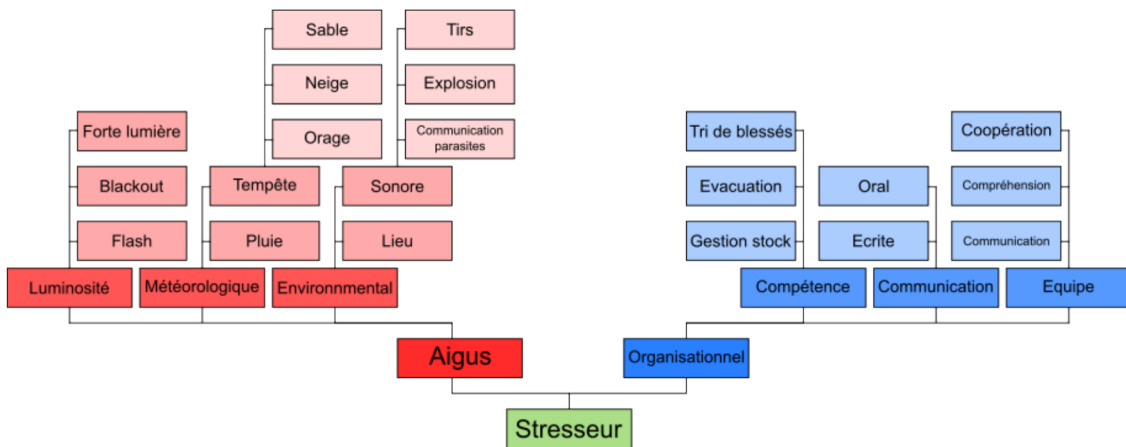 Sable
Tirs
Neige
Explosion
Forte lumière
Orage
Communication
parasites
Tri de blessés
Coopération
Blackout
Tempête
Sonore
Evacuation
Oral
Compréhension
Flash
Pluie
Lieu
Gestion stock
Ecrite
Communication
Luminosité
Météorologique
Environnmental
Compétence
Communication
Equipe
Aigus
Organisationnel
Stresseur